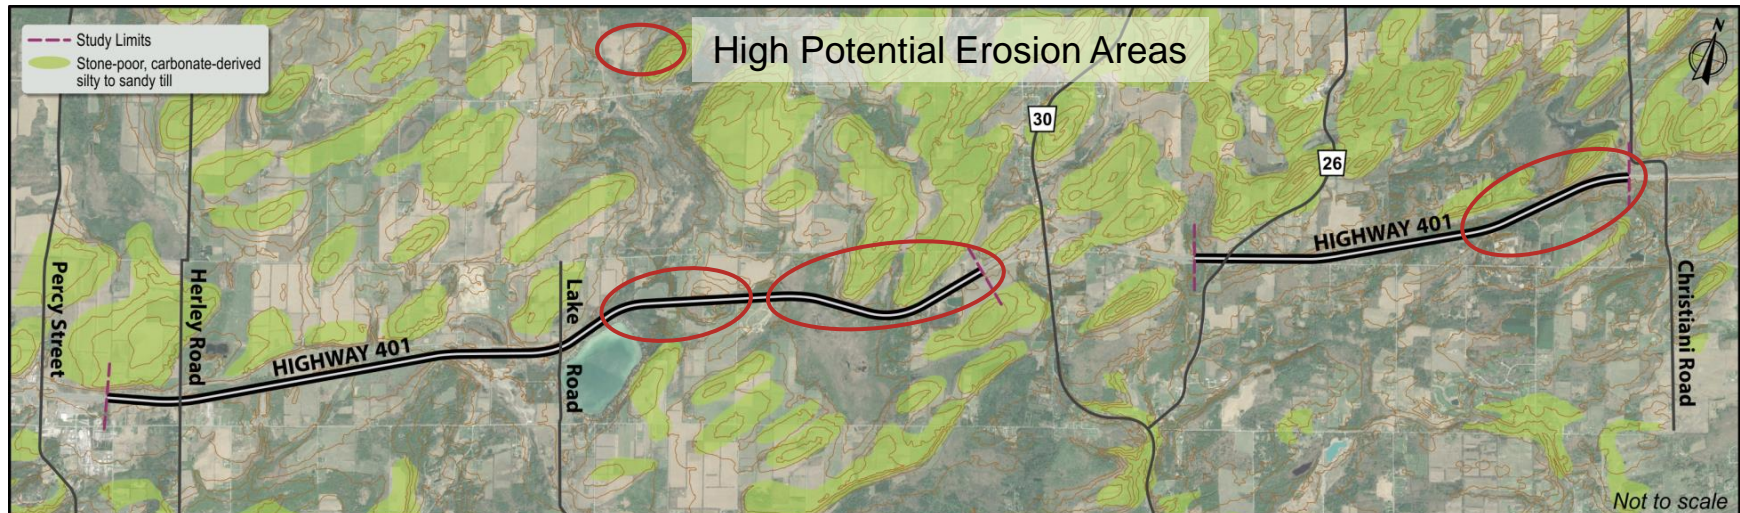 Study Limits
Stone-poor, carbonate-derived
silty to sandy till
High Potential Erosion Areas
N
30
26
HIGHWAY 401
Percy Street
Herley Road
Lake
Road
HIGHWAY 401
Christiani Road
Not to scale